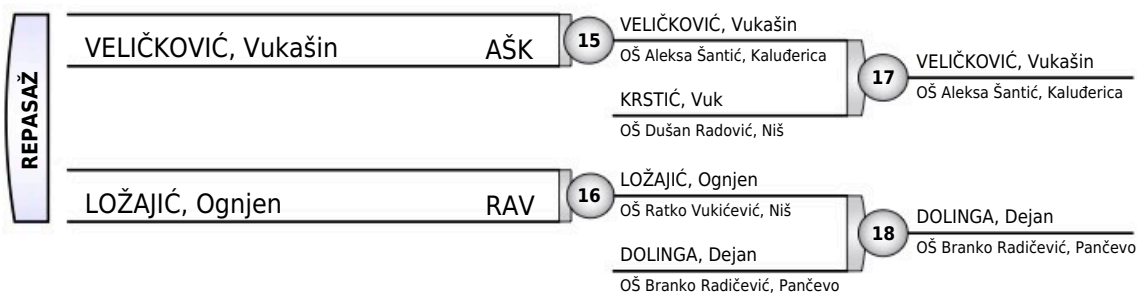 REPASAŽ
VELIČKOVIĆ, Vukašin AŠK
15
VELIČKOVIĆ, Vukašin
OŠ Aleksa Šantić, Kaluđerica
KRSTIĆ, Vuk
OŠ Dušan Radović, Niš
17
VELIČKOVIĆ, Vukašin
OŠ Aleksa Šantić, Kaluđerica
LOŽAJIĆ, Ognjen RAV
16
LOŽAJIĆ, Ognjen
OŠ Ratko Vukićević, Niš
DOLINGA, Dejan
OŠ Branko Radičević, Pančevo
18
DOLINGA, Dejan
OŠ Branko Radičević, Pančevo